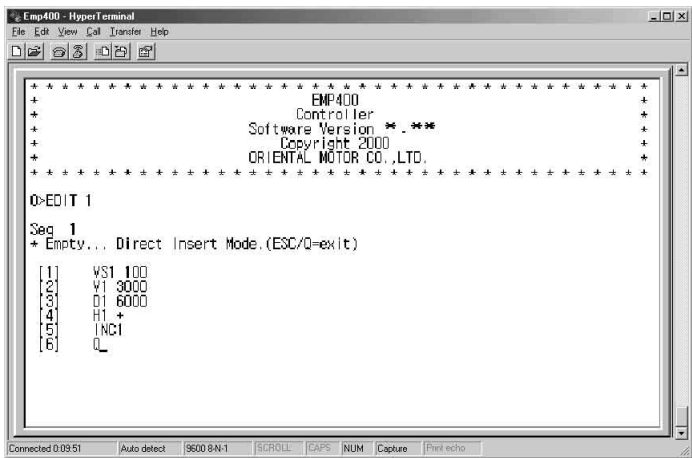 Emp400 - HyperTerminal
File Edit View Call Transfer Help
* * * * * * * * * * * * * * * * * * * * * * * * * * * * * * * * * * * * * * * *
* EMP400 *
* Controller *
* Software Version *.** *
* Copyright 2000 *
* ORIENTAL MOTOR CO.,LTD. *
* * * * * * * * * * * * * * * * * * * * * * * * * * * * * * * * * * * * * * * *
0>EDIT 1
Seq 1
* Empty... Direct Insert Mode.(ESC/Q=exit)
[1] VS1 100
[2] V1 3000
[3] D1 6000
[4] H1 +
[5] INC1
[6] Q_
Connected 0:09:51 Auto detect 9600 8-N-1 SCROLL CAPS NUM Capture Print echo